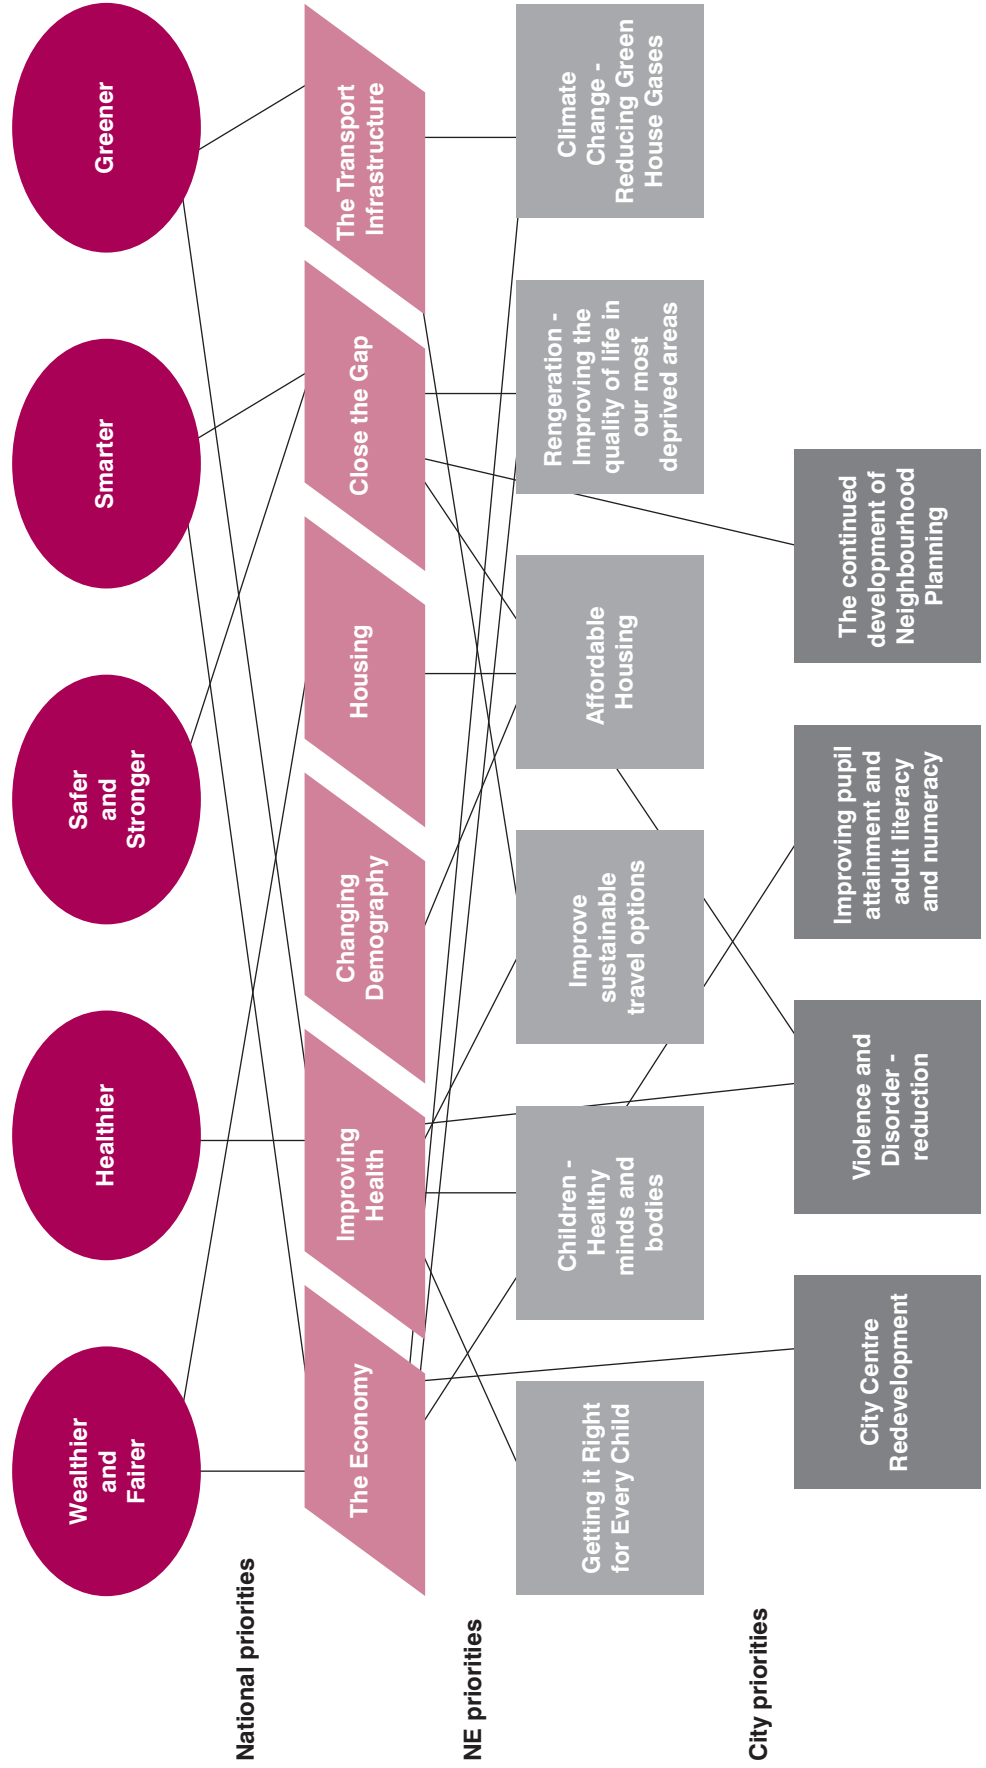 Wealthier
and
Fairer
Healthier
Safer
and
Stronger
Smarter
Greener
National priorities
The Economy
Improving
Health
Changing
Demography
Housing
Close the Gap
The Transport
Infrastructure
NE priorities
Getting it Right
for Every Child
Children -
Healthy
minds and
bodies
Improve
sustainable
travel options
Affordable
Housing
Rengeration -
Improving the
quality of life in
our most
deprived areas
Climate
Change -
Reducing Green
House Gases
City priorities
City Centre
Redevelopment
Violence and
Disorder -
reduction
Improving pupil
attainment and
adult literacy
and numeracy
The continued
development of
Neighbourhood
Planning